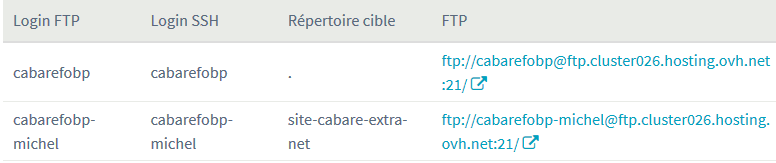 Login FTP Login SSH Répertoire cible FTP
cabarefobp cabarefobp . ftp://cabarefobp@ftp.cluster026.hosting.ovh.net
:21/
cabarefobp- cabarefobp- site-cabare-extra- ftp://cabarefobp-michel@ftp.cluster026.hosting.
michel michel net ovh.net:21/